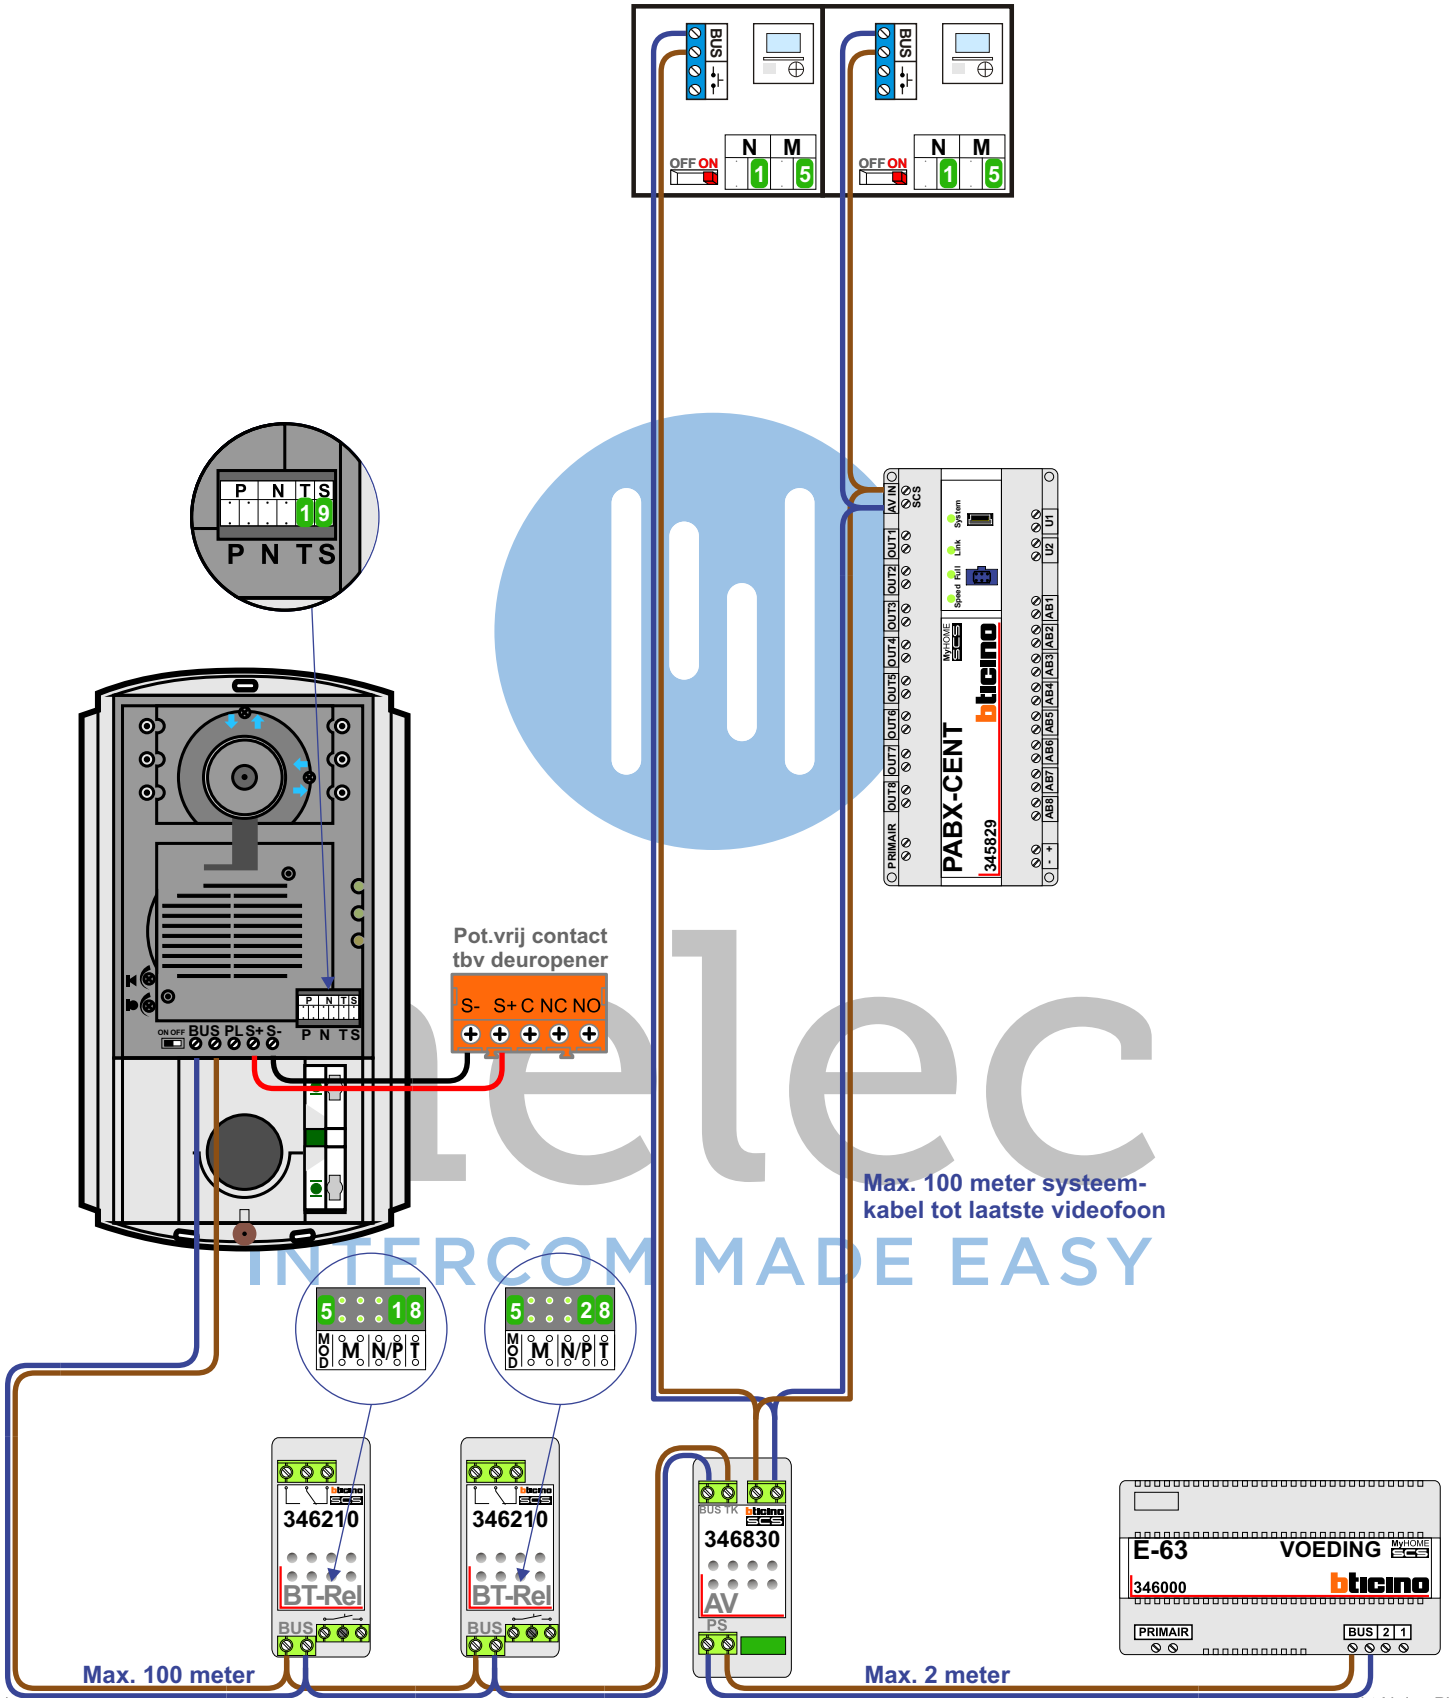 BUS
BUS
N M
OFF ON
1 5
N M
OFF ON
1 5
P N T S
1 9
P N T S
AV IN
SCS
OUT1
OUT2
OUT3
OUT4
OUT5
OUT6
OUT7
OUT8
PRIMAIR
System
Link
Full
Speed
MyHOME
SCS
bticino
PABX-CENT
345829
U1
U2
AB1
AB2
AB3
AB4
AB5
AB6
AB7
AB8
- +
Pot.vrij contact
tbv deuropener
S- S+ C NC NO
P N T S
P N T S
ON OFF BUS PL S+ S-
nelec
INTERCOM MADE EASY
Max. 100 meter systeem-
kabel tot laatste videofoon
5 1 8
MOD M N/P T
5 2 8
MOD M N/P T
bticino
SCS
346210
BT-Rel
BUS
bticino
SCS
346210
BT-Rel
BUS
BUS TK
bticino
SCS
346830
AV
PS
E-63 VOEDING MyHOME
SCS
346000 bticino
PRIMAIR BUS 2 1
Max. 100 meter
Max. 2 meter